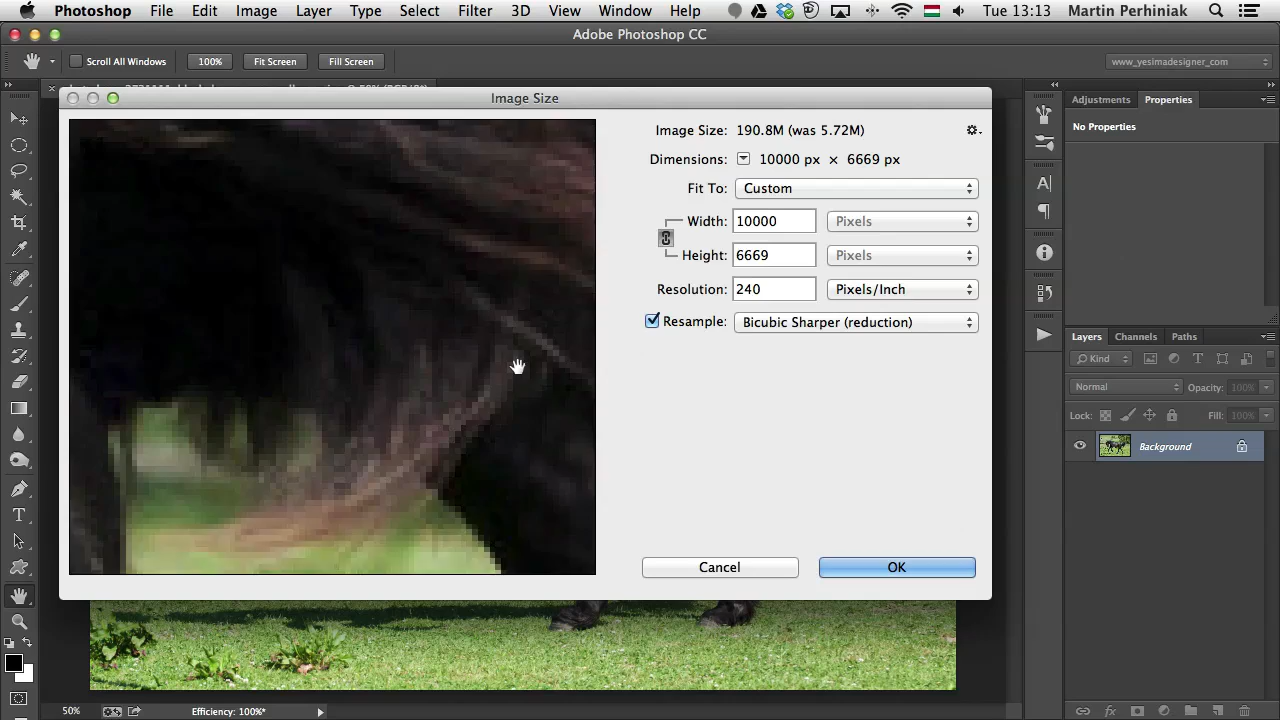 Photoshop File Edit Image Layer Type Select Filter 3D View Window Help Tue 13:13 Martin Perhiniak
Adobe Photoshop CC
Scroll All Windows 100% Fit Screen Fill Screen www_yesimadesigner_com
Image Size
Adjustments Properties
No Properties
Image Size: 190.8M (was 5.72M)
Dimensions: 10000 px × 6669 px
Fit To: Custom
Width: 10000 Pixels
Height: 6669 Pixels
Resolution: 240 Pixels/Inch
Resample: Bicubic Sharper (reduction)
Cancel OK
Layers Channels Paths
Kind
Normal Opacity: 100%
Lock: Fill: 100%
Background
50% Efficiency: 100%*